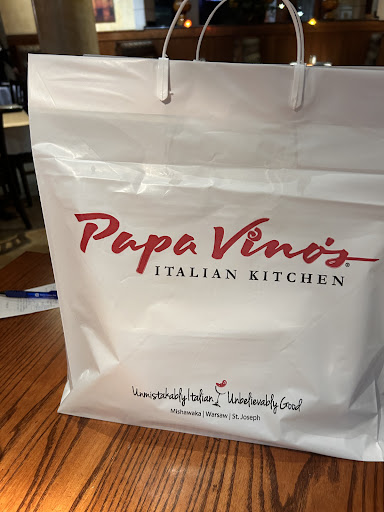 Papa Vino's®
ITALIAN KITCHEN
Unmistakably Italian Unbelievably Good
Mishawaka | Warsaw | St. Joseph